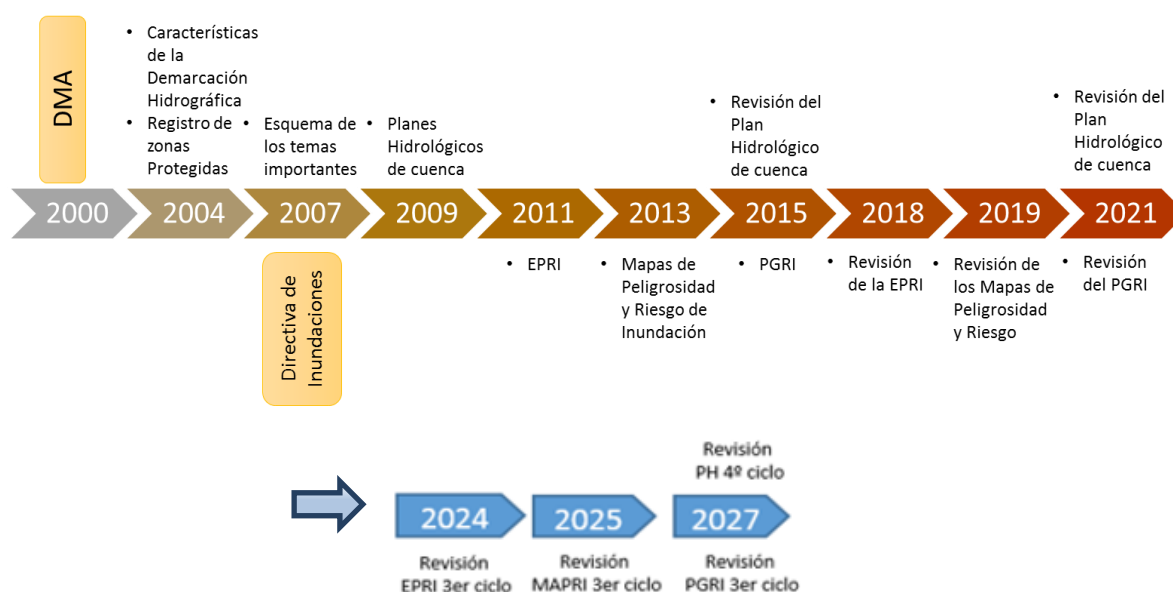 DMA
• Características
de la
Demarcación
Hidrográfica
• Registro de
zonas
Protegidas
• Esquema de
los temas
importantes
• Planes
Hidrológicos
de cuenca
• Revisión del
Plan
Hidrológico
de cuenca
• Revisión del
Plan
Hidrológico
de cuenca
2000 2004 2007 2009 2011 2013 2015 2018 2019 2021
Directiva de
Inundaciones
• EPRI
• Mapas de
Peligrosidad
y Riesgo de
Inundación
• PGRI
• Revisión
de la EPRI
• Revisión de
los Mapas de
Peligrosidad
y Riesgo
• Revisión
del PGRI
Revisión
PH 4º ciclo
2024 2025 2027
Revisión
EPRI 3er ciclo
Revisión
MAPRI 3er ciclo
Revisión
PGRI 3er ciclo